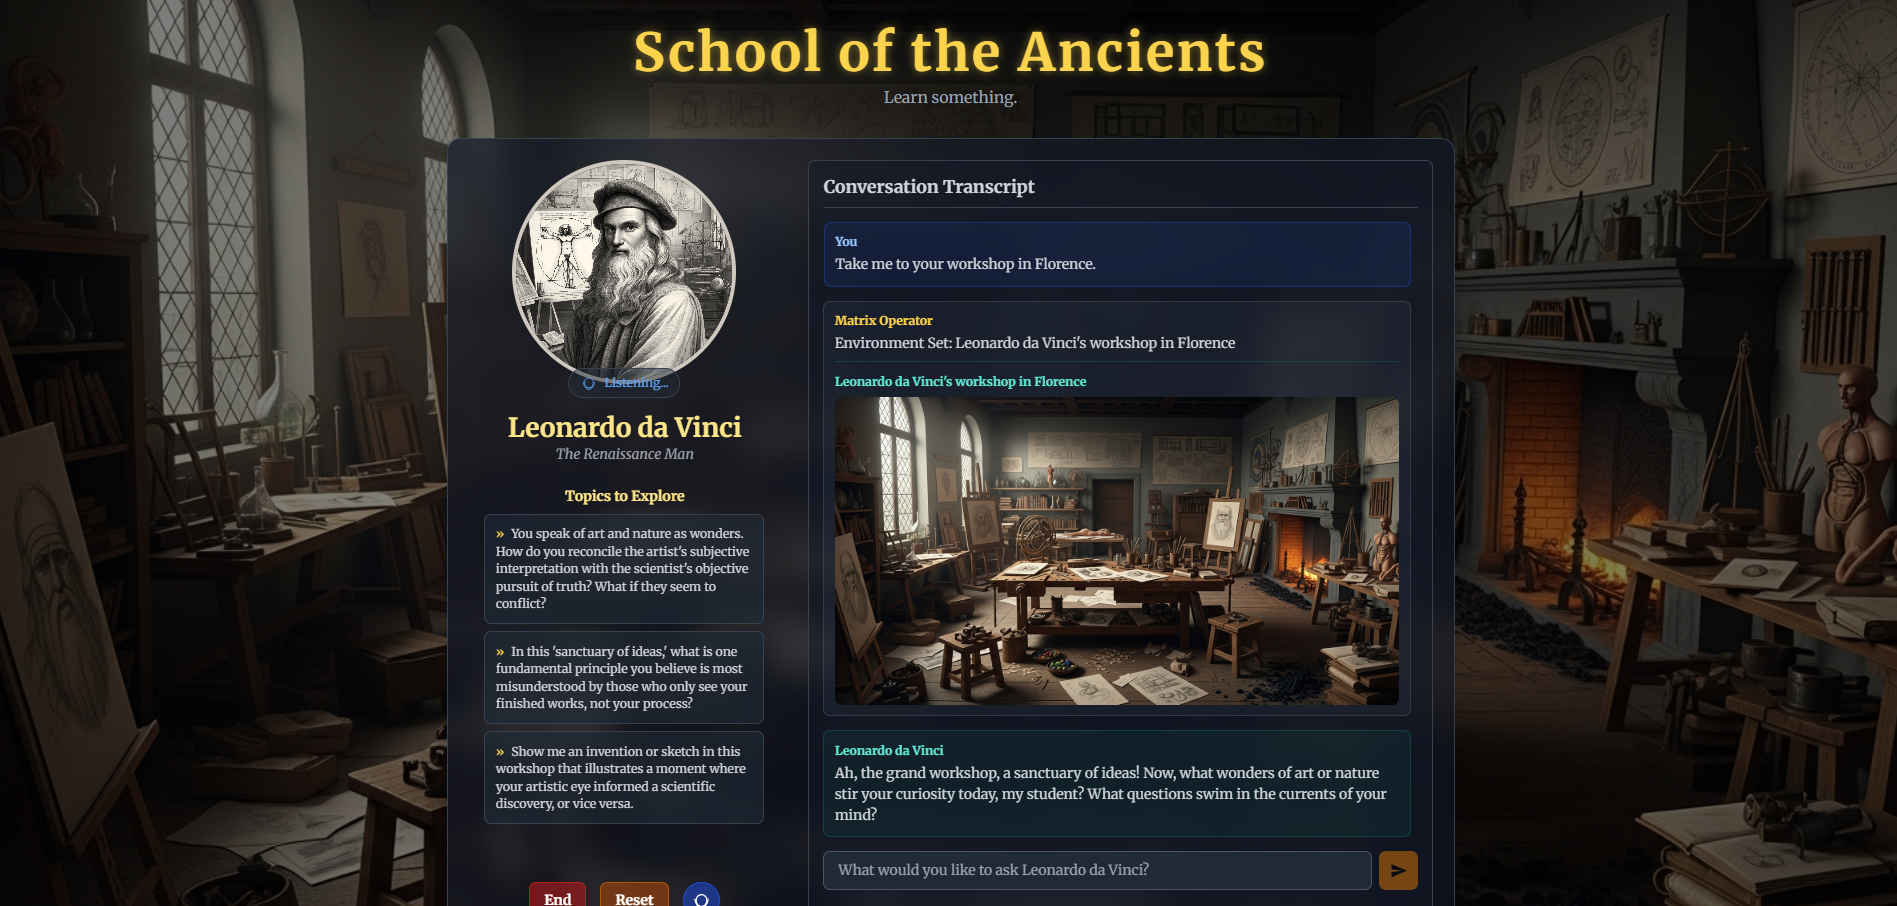 School of the Ancients
Learn something.
Listening...
Leonardo da Vinci
The Renaissance Man
Topics to Explore
» You speak of art and nature as wonders.
How do you reconcile the artist's subjective
interpretation with the scientist's objective
pursuit of truth? What if they seem to
conflict?
» In this 'sanctuary of ideas,' what is one
fundamental principle you believe is most
misunderstood by those who only see your
finished works, not your process?
» Show me an invention or sketch in this
workshop that illustrates a moment where
your artistic eye informed a scientific
discovery, or vice versa.
End
Reset
Conversation Transcript
You
Take me to your workshop in Florence.
Matrix Operator
Environment Set: Leonardo da Vinci's workshop in Florence
Leonardo da Vinci's workshop in Florence
Leonardo da Vinci
Ah, the grand workshop, a sanctuary of ideas! Now, what wonders of art or nature
stir your curiosity today, my student? What questions swim in the currents of your
mind?
What would you like to ask Leonardo da Vinci?